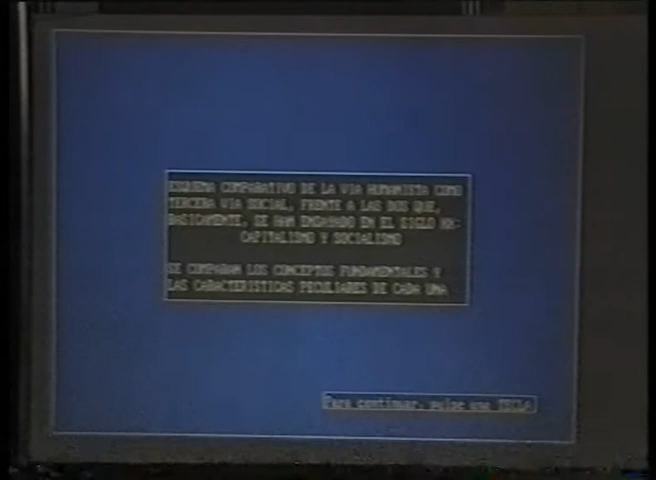 ESQUEMA COMPARATIVO DE LA VIA HUMANISTA COMO
TERCERA VIA SOCIAL, FRENTE A LAS DOS QUE,
BASICAMENTE, SE HAN ENSAYADO EN EL SIGLO XX:
CAPITALISMO Y SOCIALISMO
SE COMPARAN LOS CONCEPTOS FUNDAMENTALES Y
LAS CARACTERISTICAS PECULIARES DE CADA UNA
Para continuar, pulse una TECLA